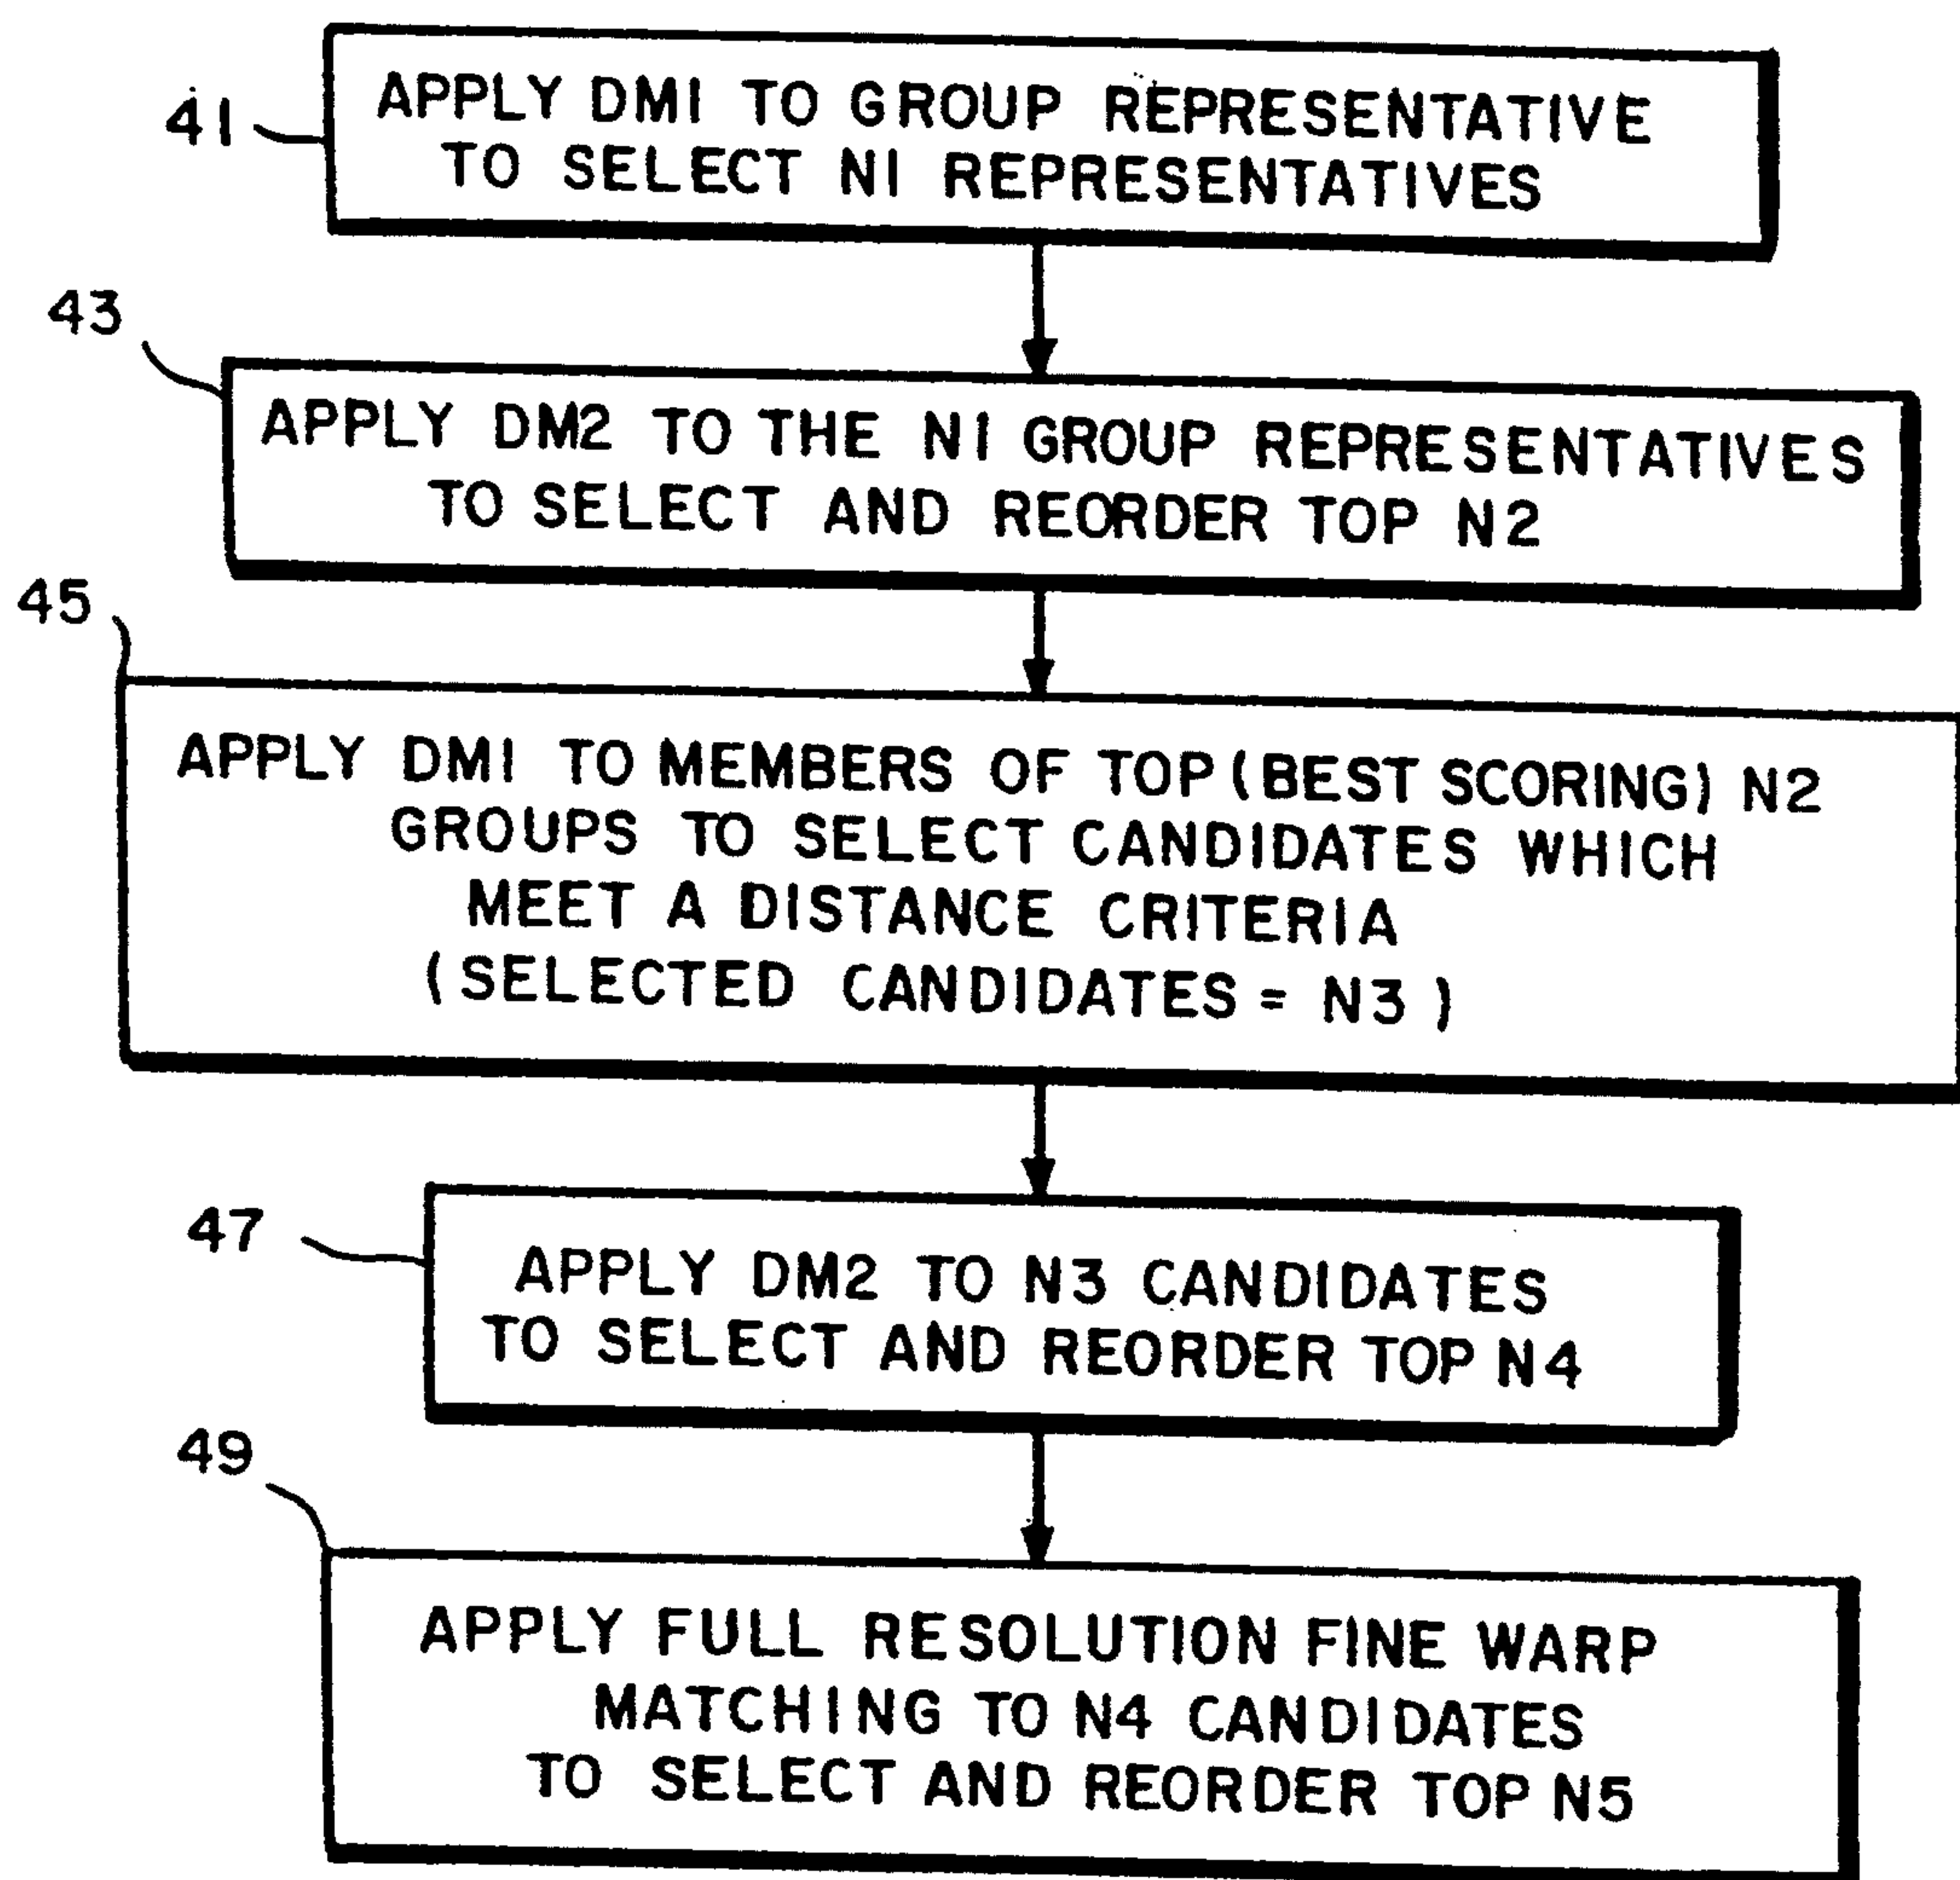 41
APPLY DM1 TO GROUP REPRESENTATIVE
TO SELECT N1 REPRESENTATIVES
43
APPLY DM2 TO THE N1 GROUP REPRESENTATIVES
TO SELECT AND REORDER TOP N2
45
APPLY DM1 TO MEMBERS OF TOP (BEST SCORING) N2
GROUPS TO SELECT CANDIDATES WHICH
MEET A DISTANCE CRITERIA
(SELECTED CANDIDATES = N3)
47
APPLY DM2 TO N3 CANDIDATES
TO SELECT AND REORDER TOP N4
49
APPLY FULL RESOLUTION FINE WARP
MATCHING TO N4 CANDIDATES
TO SELECT AND REORDER TOP N5